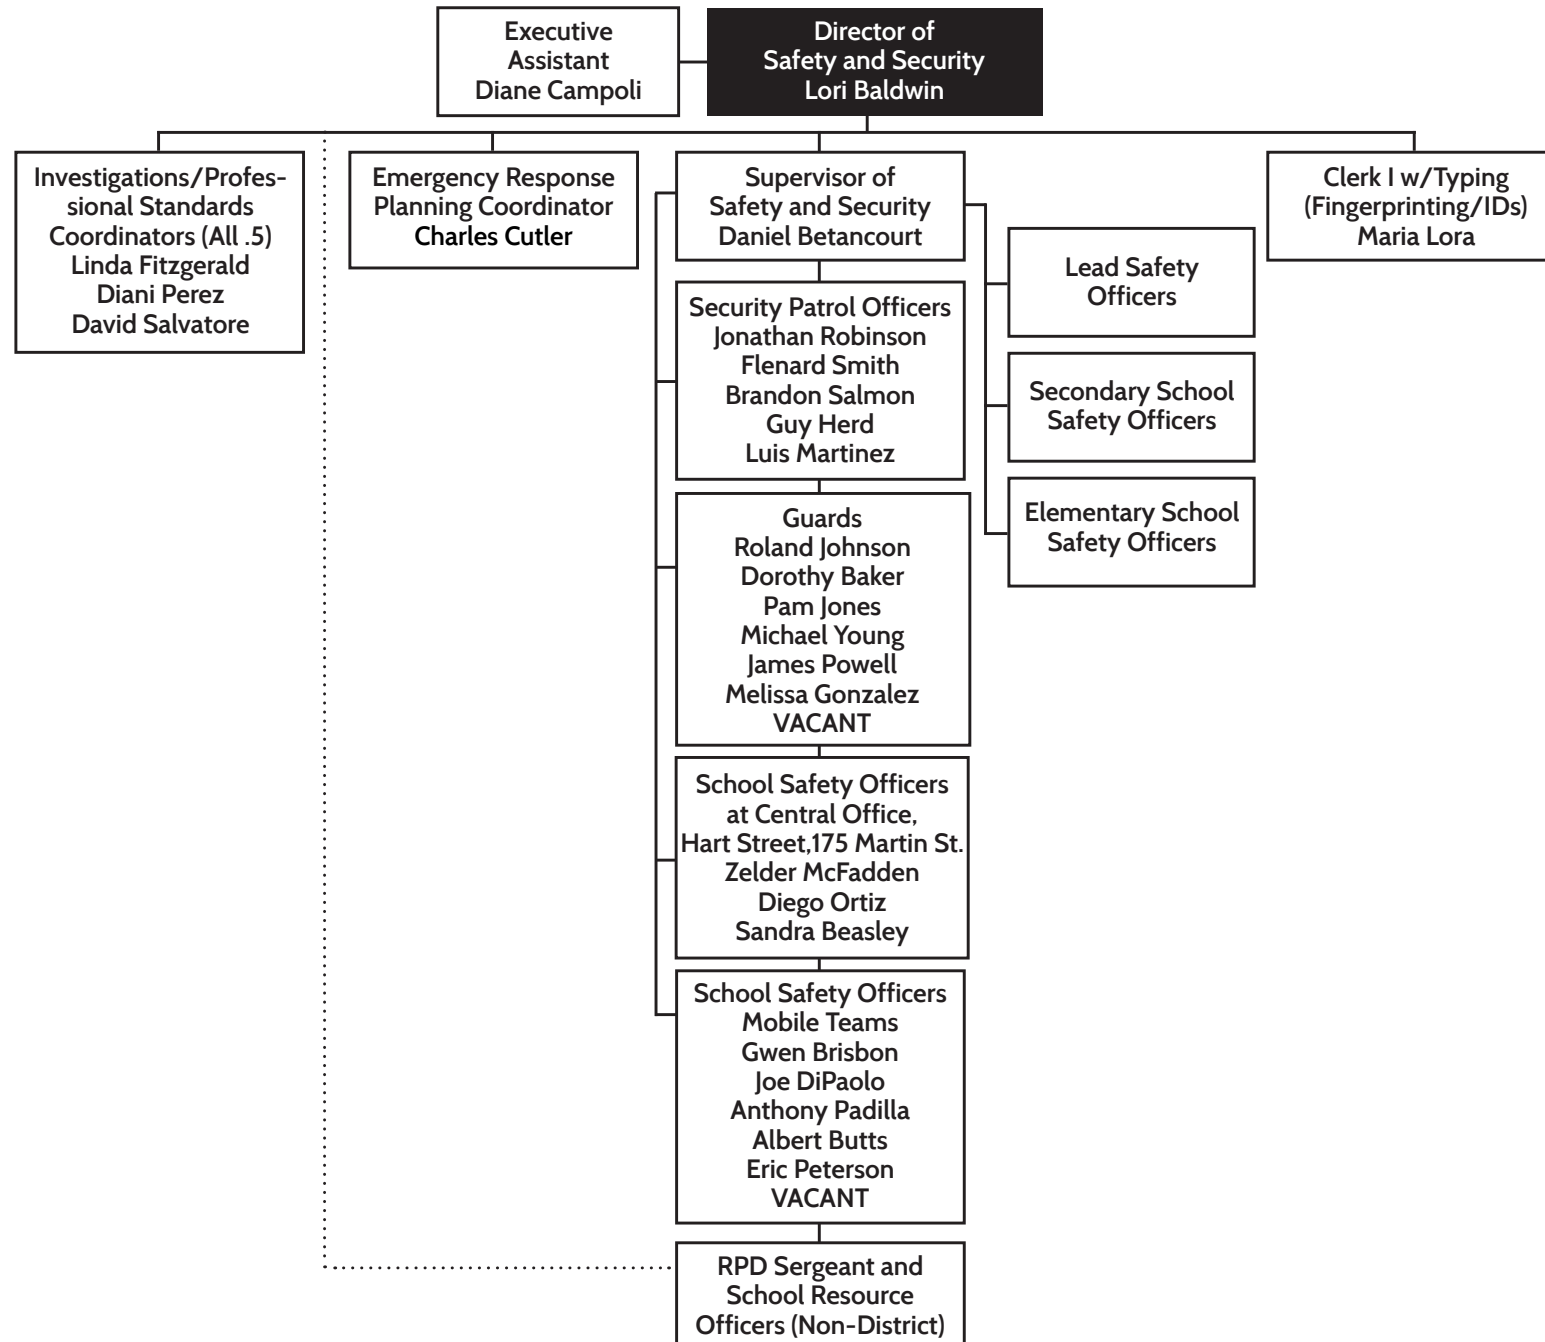 Executive
Assistant
Diane Campoli
Director of
Safety and Security
Lori Baldwin
Investigations/Profes-
sional Standards
Coordinators (All .5)
Linda Fitzgerald
Diani Perez
David Salvatore
Emergency Response
Planning Coordinator
Charles Cutler
Supervisor of
Safety and Security
Daniel Betancourt
Clerk I w/Typing
(Fingerprinting/IDs)
Maria Lora
Lead Safety
Officers
Secondary School
Safety Officers
Elementary School
Safety Officers
Security Patrol Officers
Jonathan Robinson
Flenard Smith
Brandon Salmon
Guy Herd
Luis Martinez
Guards
Roland Johnson
Dorothy Baker
Pam Jones
Michael Young
James Powell
Melissa Gonzalez
VACANT
School Safety Officers
at Central Office,
Hart Street,175 Martin St.
Zelder McFadden
Diego Ortiz
Sandra Beasley
School Safety Officers
Mobile Teams
Gwen Brisbon
Joe DiPaolo
Anthony Padilla
Albert Butts
Eric Peterson
VACANT
RPD Sergeant and
School Resource
Officers (Non-District)